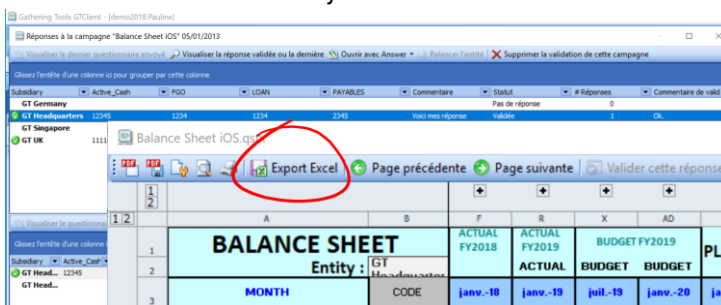 Gathering Tools GTClient - [demo2018:Pauline]
Réponses à la campagne "Balance Sheet iOS" 05/01/2013
Visualiser le dernier questionnaire envoyé Visualiser la réponse validée ou la dernière Ouvrir avec Answer Relancer l'entité Supprimer la validation de cette campagne
Glissez l'entête d'une colonne ici pour grouper par cette colonne
Subsidiary Active_Cash FGO LOAN PAYABLES Commentaire Statut # Réponses Commentaire de valid
GT Germany Pas de réponse 0
GT Headquarters 12345 1234 1234 2345 Voici mes réponse Validée 1 Ok.
GT Singapore
GT UK 1111
Balance Sheet iOS.qst
Export Excel Page précédente Page suivante Valider cette réponse
1
2
Visualiser le questionnai
1 2 A B F R X AD
Glissez l'entête d'une colonne i
1 BALANCE SHEET ACTUAL FY2018 ACTUAL FY2019 BUDGET FY2019 PL
Subsidiary Active_Cash
GT Head... 12345
2 Entity : GT Headquarter ACTUAL BUDGET BUDGET
GT Head...
3 MONTH CODE janv.-18 janv.-19 juil.-19 janv.-20